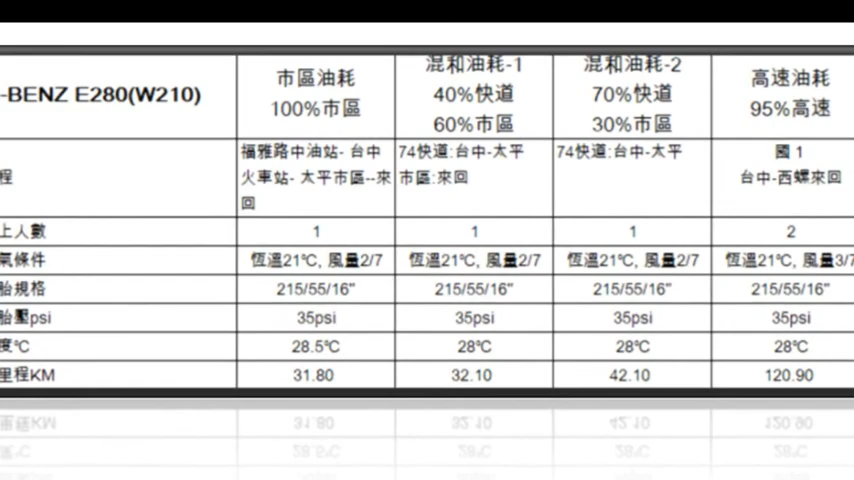 -BENZ E280(W210)
市區油耗
100%市區
混和油耗-1
40%快道
60%市區
混和油耗-2
70%快道
30%市區
高速油耗
95%高速
程
福雅路中油站- 台中
火車站- 太平市區--來
回
74快道:台中-太平
市區:來回
74快道:台中-太平
國 1
台中-西螺來回
上人數 1 1 1 2
氣條件 恆溫21℃, 風量2/7 恆溫21℃, 風量2/7 恆溫21℃, 風量2/7 恆溫21℃, 風量3/7
胎規格 215/55/16" 215/55/16" 215/55/16" 215/55/16"
胎壓psi 35psi 35psi 35psi 35psi
度℃ 28.5℃ 28℃ 28℃ 28℃
里程KM 31.80 32.10 42.10 120.90